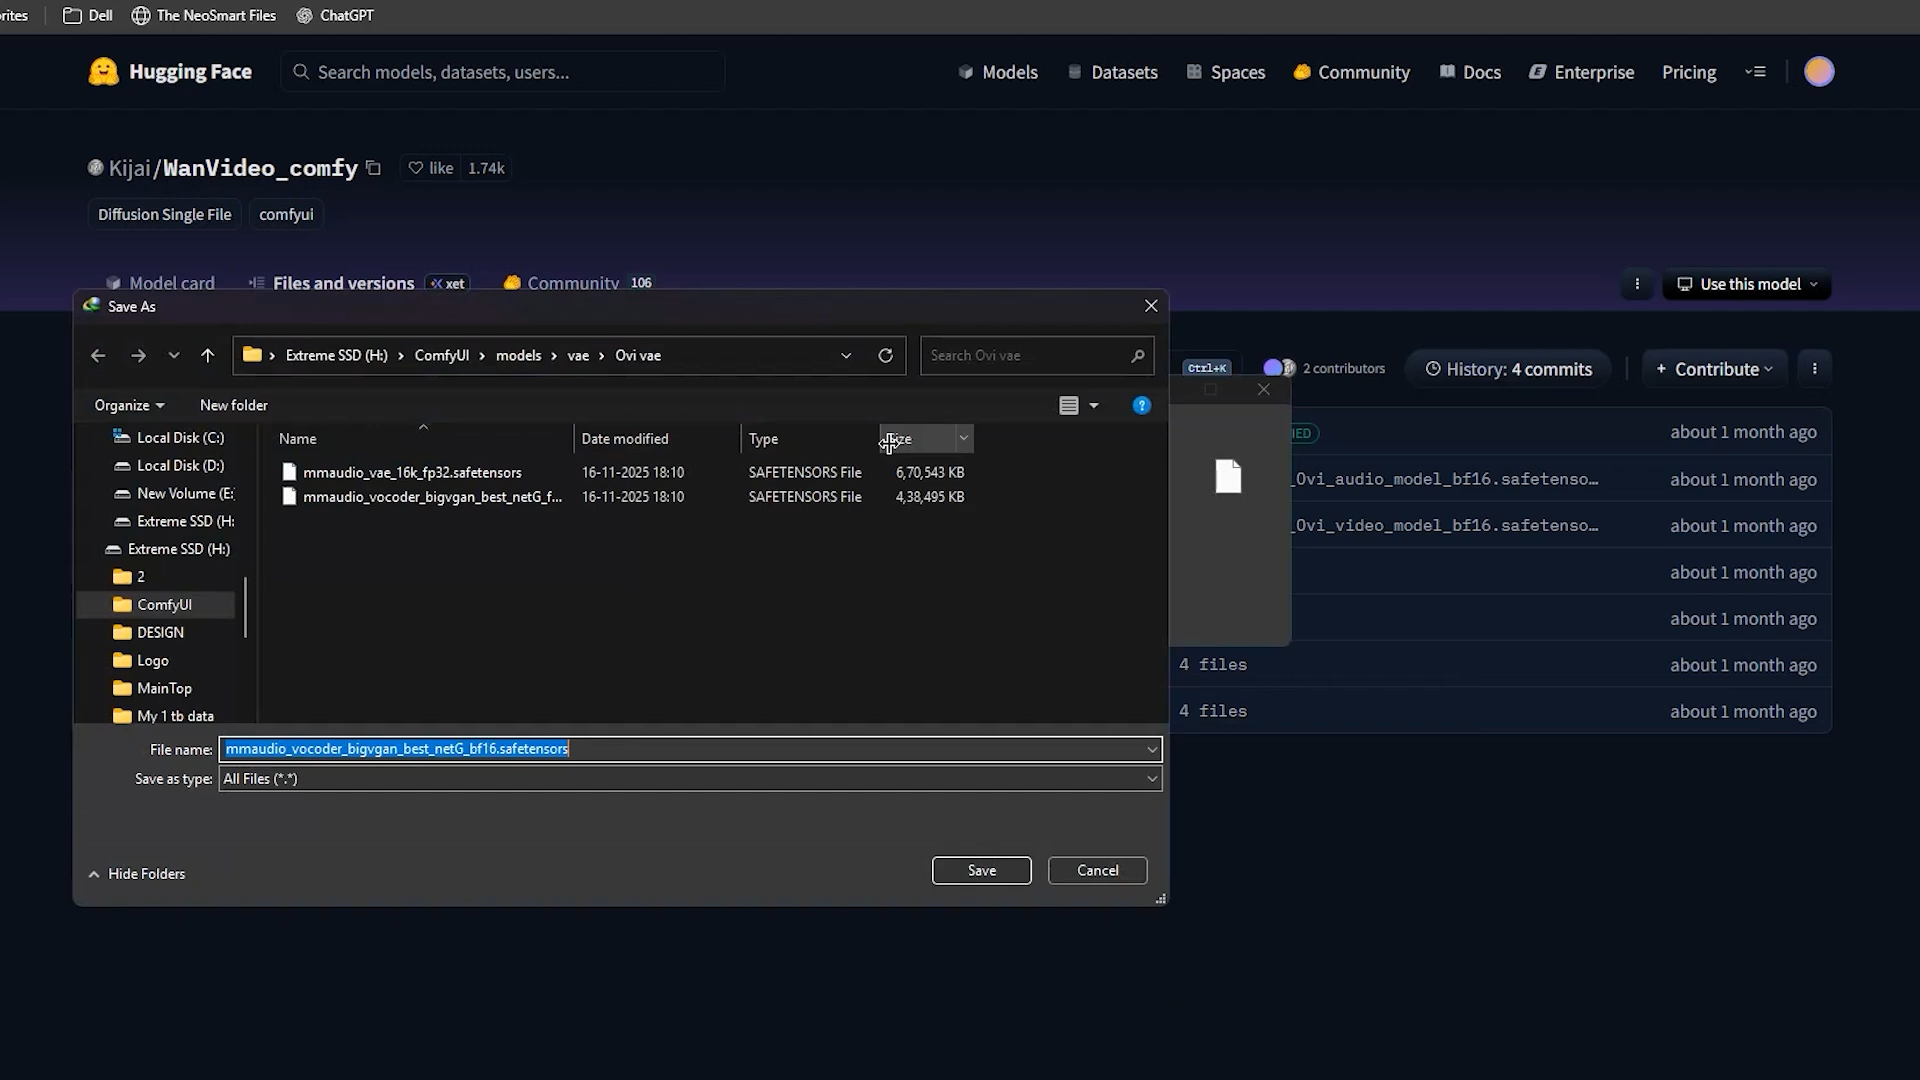 rites
Dell
The NeoSmart Files
ChatGPT
Hugging Face
Search models, datasets, users...
Models
Datasets
Spaces
Community
Docs
Enterprise
Pricing
Kijai/WanVideo_comfy
like
1.74k
Diffusion Single File
comfyui
Model card
Files and versions
xet
Community
106
Use this model
Save As
Extreme SSD (H:) > ComfyUI > models > vae > Ovi vae
Search Ovi vae
Ctrl+K
2 contributors
History: 4 commits
+ Contribute
Organize
New folder
Name
Date modified
Type
Size
mmaudio_vae_16k_fp32.safetensors
16-11-2025 18:10
SAFETENSORS File
6,70,543 KB
mmaudio_vocoder_bigvgan_best_netG_f...
16-11-2025 18:10
SAFETENSORS File
4,38,495 KB
Local Disk (C:)
Local Disk (D:)
New Volume (E:
Extreme SSD (H:
Extreme SSD (H:)
2
ComfyUI
DESIGN
Logo
MainTop
My 1 tb data
IED
about 1 month ago
_Ovi_audio_model_bf16.safetenso…
about 1 month ago
_Ovi_video_model_bf16.safetenso…
about 1 month ago
about 1 month ago
about 1 month ago
4 files
about 1 month ago
4 files
about 1 month ago
File name:
mmaudio_vocoder_bigvgan_best_netG_bf16.safetensors
Save as type:
All Files (*.*)
Hide Folders
Save
Cancel